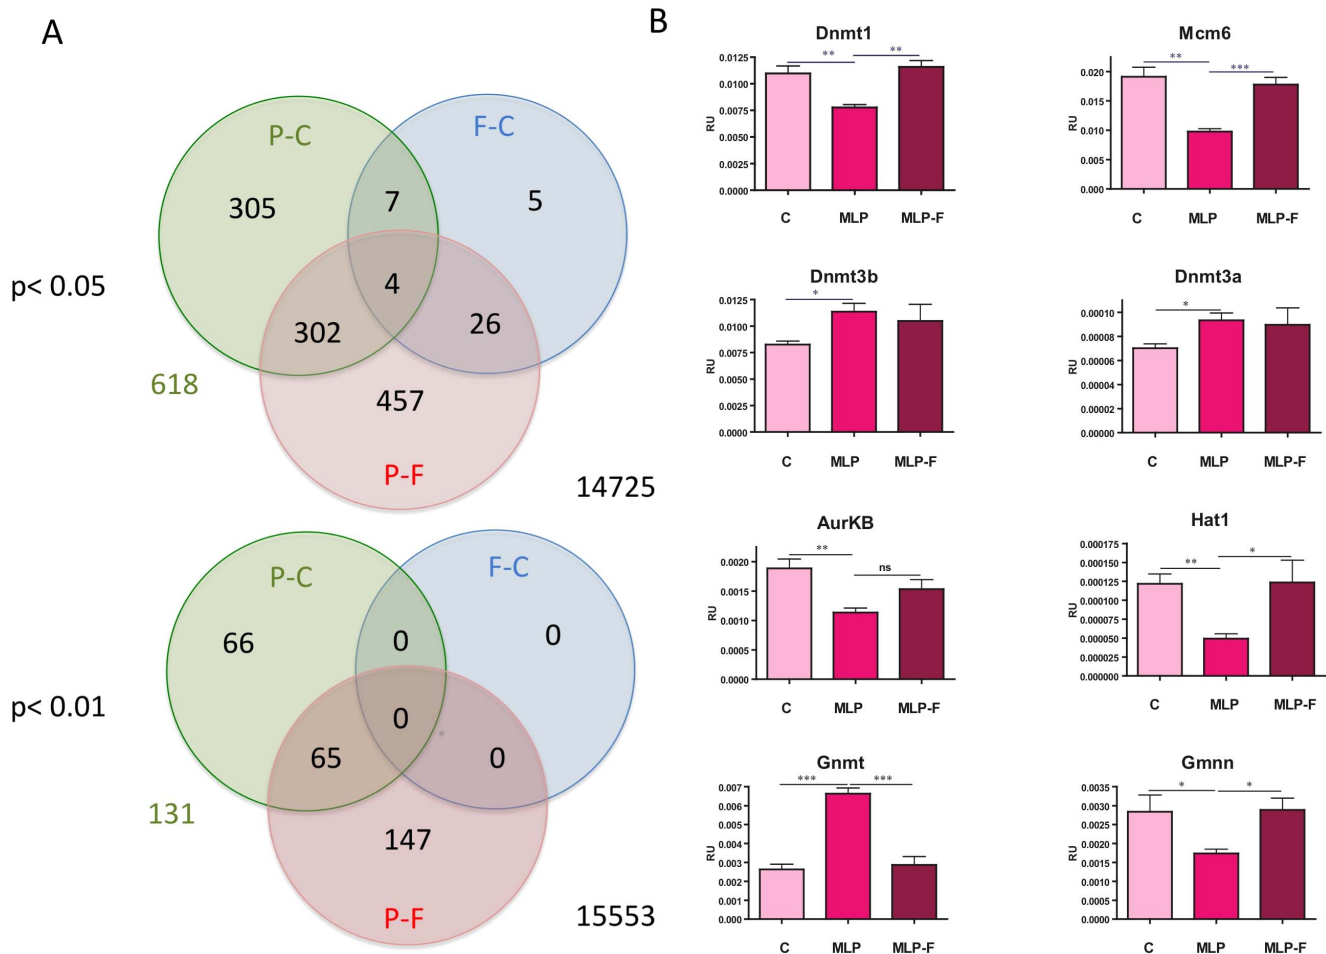 A
P-C
F-C
305
7
5
4
302
26
p< 0.05
618
457
P-F
14725
P-C
F-C
66
0
0
0
65
0
p< 0.01
131
147
P-F
15553
B
Dnmt1
** **
0.0125
0.0100
0.0075
0.0050
0.0025
0.0000
RU
C MLP MLP-F
Mcm6
** ***
0.020
0.015
0.010
0.005
0.000
RU
C MLP MLP-F
Dnmt3b
*
0.0125
0.0100
0.0075
0.0050
0.0025
0.0000
RU
C MLP MLP-F
Dnmt3a
*
0.00010
0.00008
0.00006
0.00004
0.00002
0.00000
RU
C MLP MLP-F
AurKB
** ns
0.0020
0.0015
0.0010
0.0005
0.0000
RU
C MLP MLP-F
Hat1
** *
0.000175
0.000150
0.000125
0.000100
0.000075
0.000050
0.000025
0.000000
RU
C MLP MLP-F
Gnmt
*** ***
0.007
0.006
0.005
0.004
0.003
0.002
0.001
0.000
RU
C MLP MLP-F
Gmnn
* *
0.0035
0.0030
0.0025
0.0020
0.0015
0.0010
0.0005
0.0000
RU
C MLP MLP-F